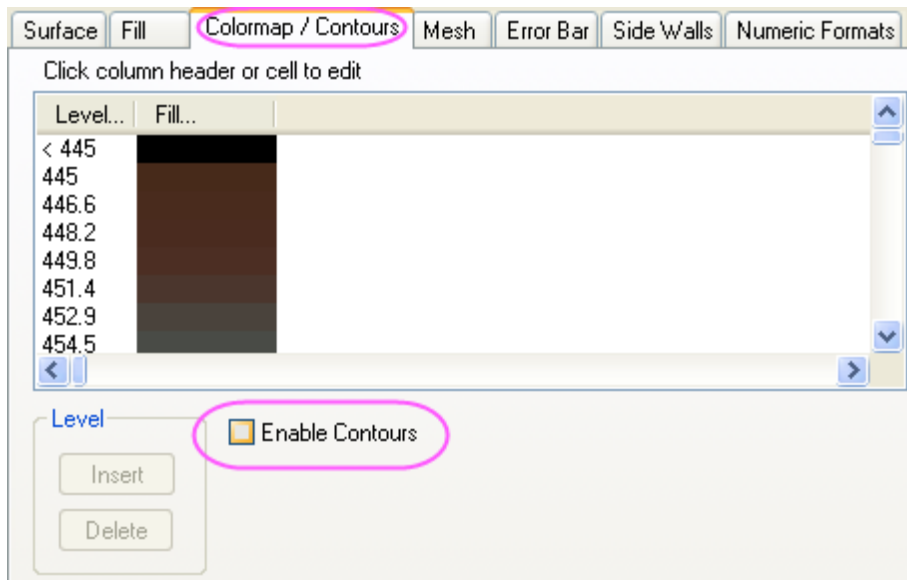 Surface Fill Colormap / Contours Mesh Error Bar Side Walls Numeric Formats
Click column header or cell to edit
Level... Fill...
< 445
445
446.6
448.2
449.8
451.4
452.9
454.5
Level
Enable Contours
Insert
Delete